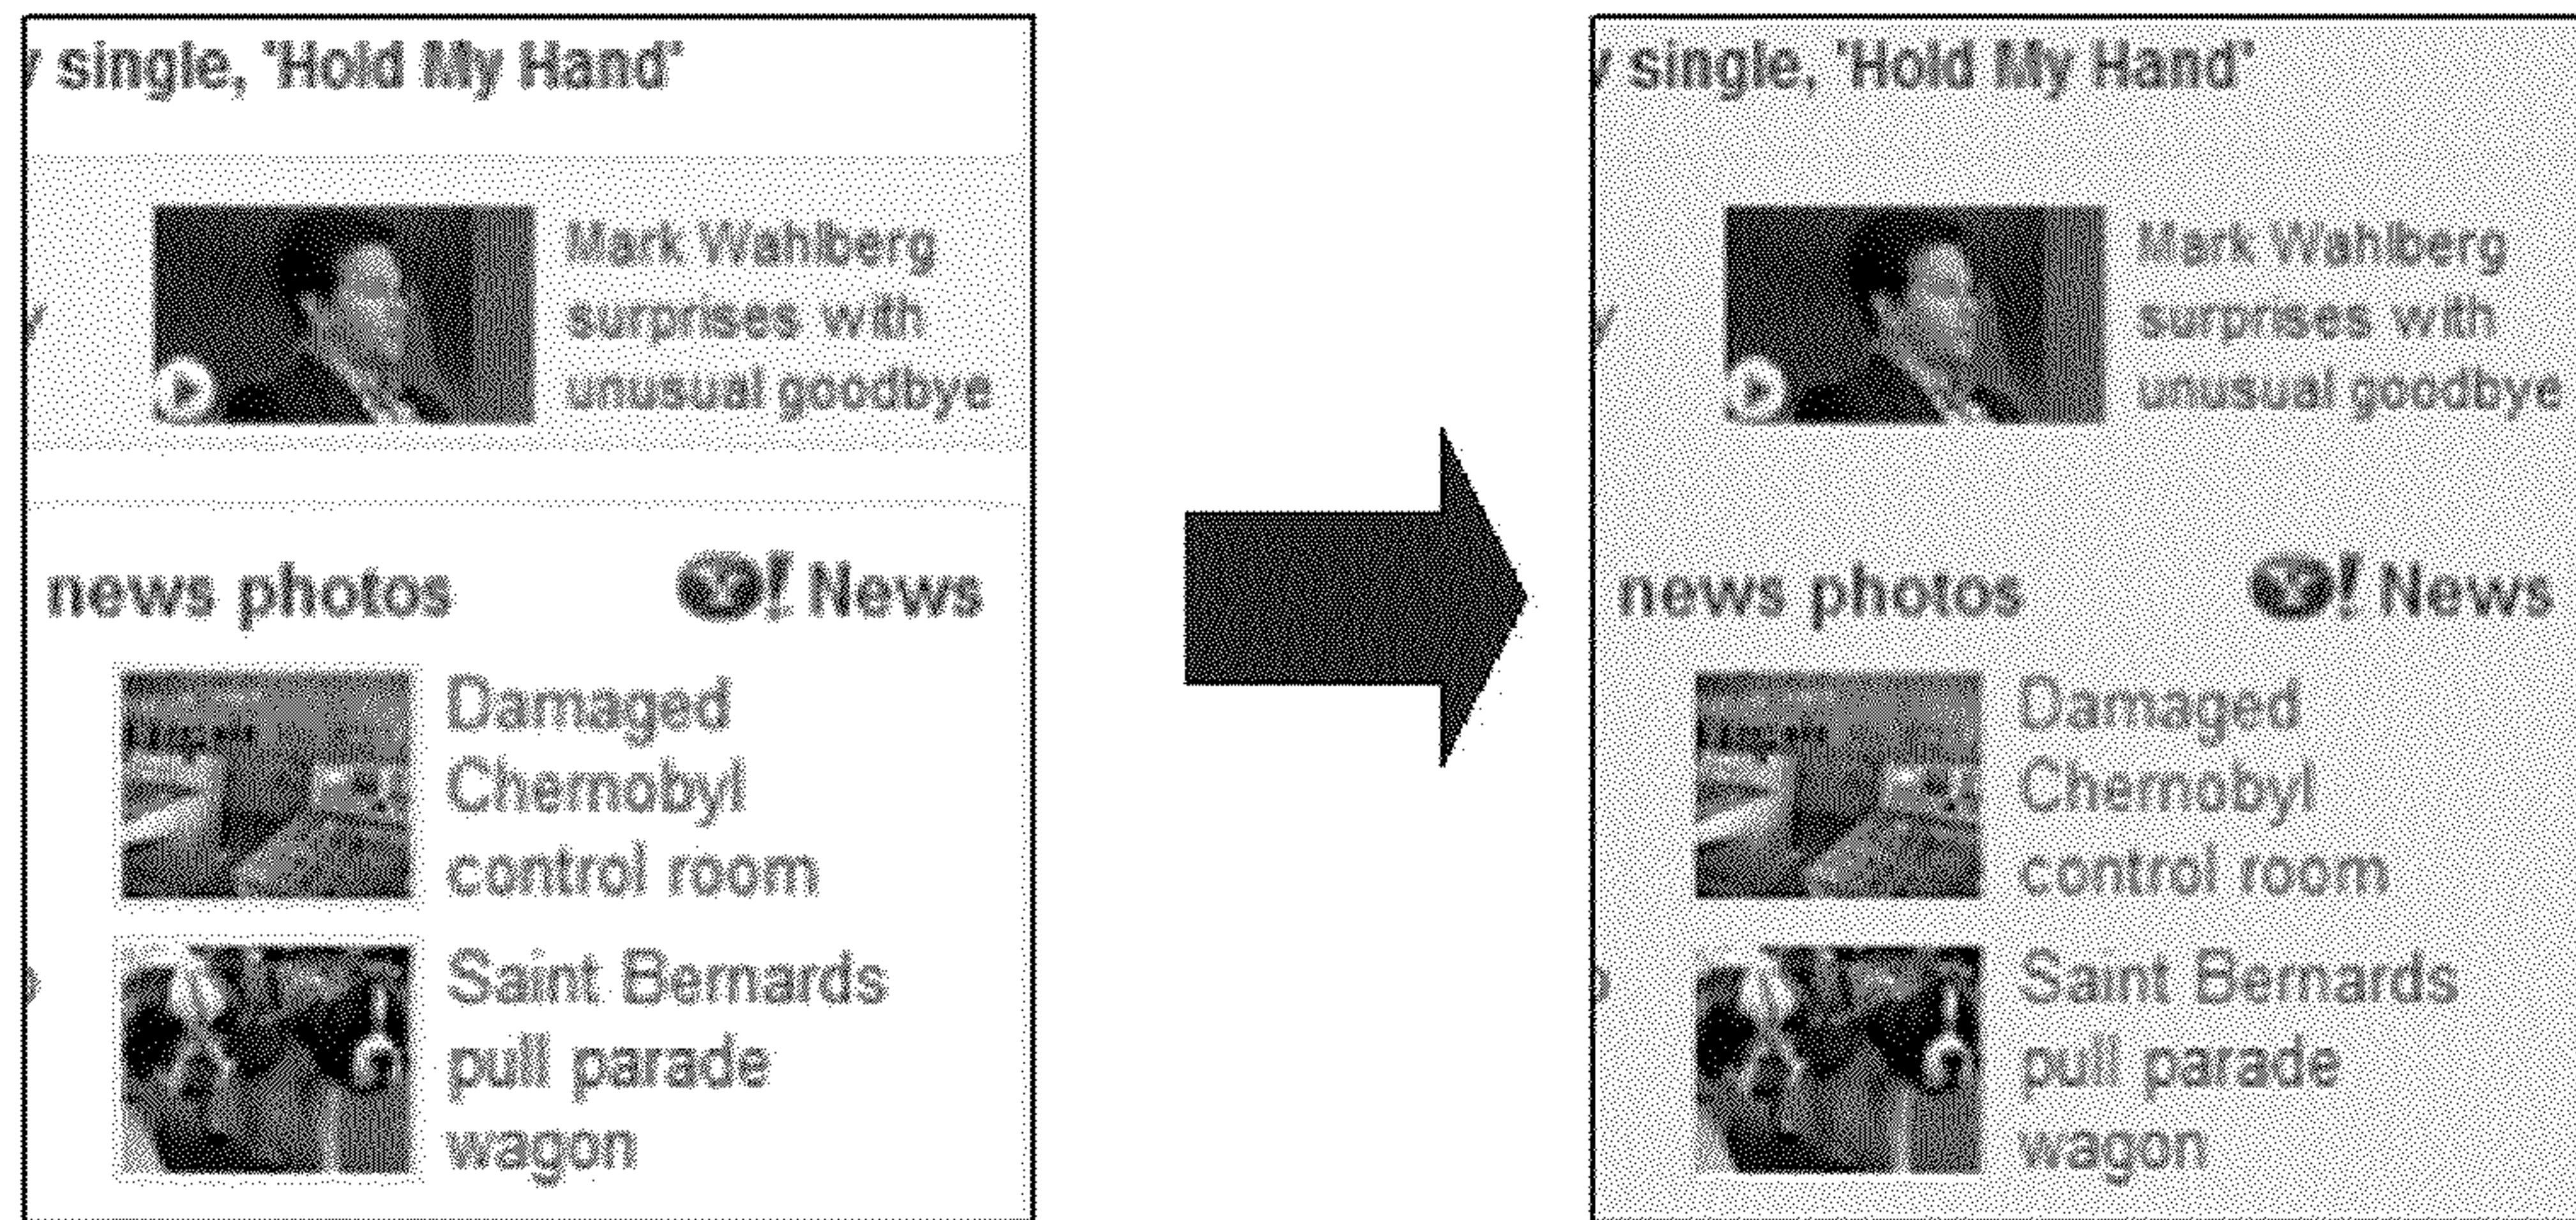 single, "Hold My Hand"
Mark Wahlberg
surprises with
unusual goodbye
news photos
Y! News
Damaged
Chernobyl
control room
Saint Bernards
pull parade
wagon
y single, "Hold My Hand"
Mark Wahlberg
surprises with
unusual goodbye
news photos
Y! News
Damaged
Chernobyl
control room
Saint Bernards
pull parade
wagon